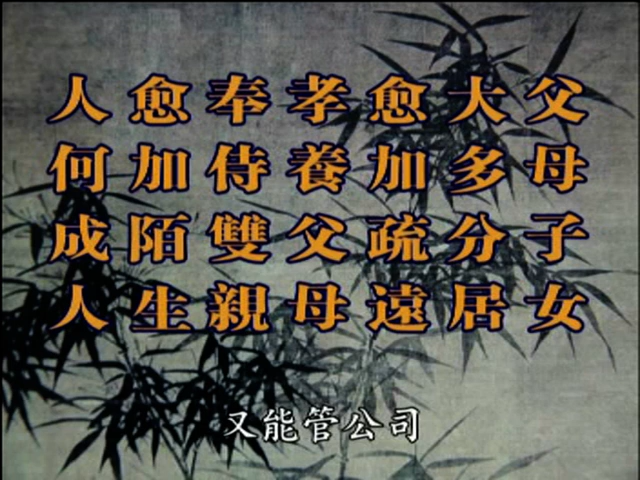 父母子女
大多分居
愈加疏遠
孝養父母
奉侍雙親
愈加陌生
人何成人
又能管公司